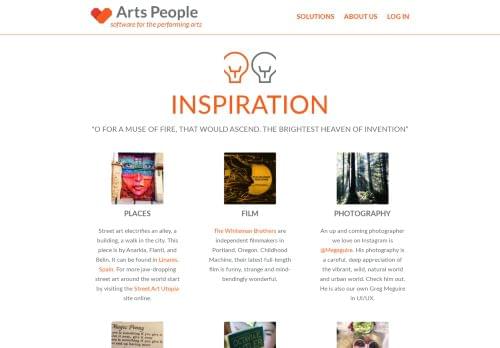 Arts People
software for the performing arts
SOLUTIONS ABOUT US LOG IN
INSPIRATION
"O FOR A MUSE OF FIRE, THAT WOULD ASCEND. THE BRIGHTEST HEAVEN OF INVENTION"
PLACES
Street art electrifies an alley, a
building, a walk in the city. This
piece is by Anarkia, Fianti, and
Belin. It can be found in Linares,
Spain. For more jaw-dropping
street art around the world start
by visiting the Street Art Utopia
site online.
FILM
The Whiteman Brothers are
independent filmmakers in
Portland, Oregon. Childhood
Machine, their latest full-length
film is funny, strange and mind-
bendingly wonderful.
PHOTOGRAPHY
An up and coming photographer
we love on Instagram is
@Megeguire. His photography is
a careful, deep appreciation of
the vibrant, wild, natural world
and urban world. Check him out.
He is also our own Greg Meguire
in UI/UX.